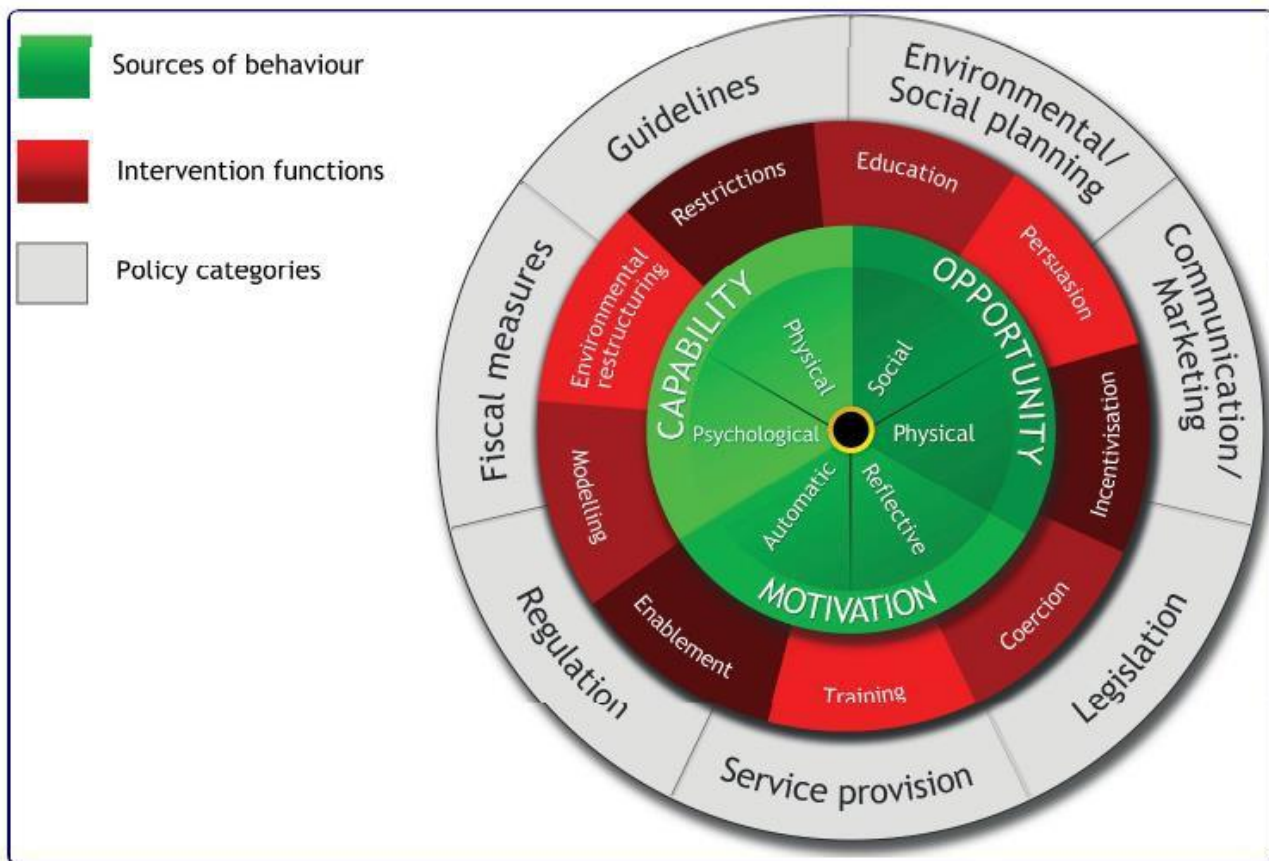 Sources of behaviour
Intervention functions
Policy categories
Guidelines
Environmental/
Social planning
Communication/
Marketing
Legislation
Service provision
Regulation
Fiscal measures
Restrictions
Education
Persuasion
Incentivisation
Coercion
Training
Enablement
Modelling
Environmental
restructuring
CAPABILITY
OPPORTUNITY
MOTIVATION
Physical
Social
Physical
Reflective
Automatic
Psychological